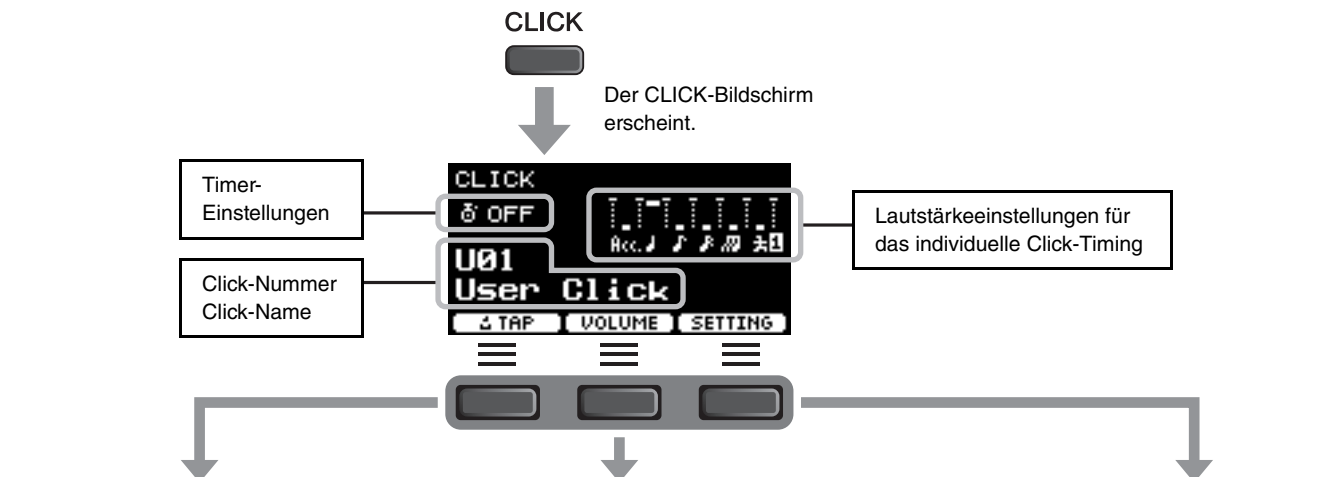 CLICK
Der CLICK-Bildschirm
erscheint.
Timer-
Einstellungen
CLICK
OFF
Acc.
1
Lautstärkeeinstellungen für
das individuelle Click-Timing
Click-Nummer
Click-Name
U01
User Click
TAP
VOLUME
SETTING